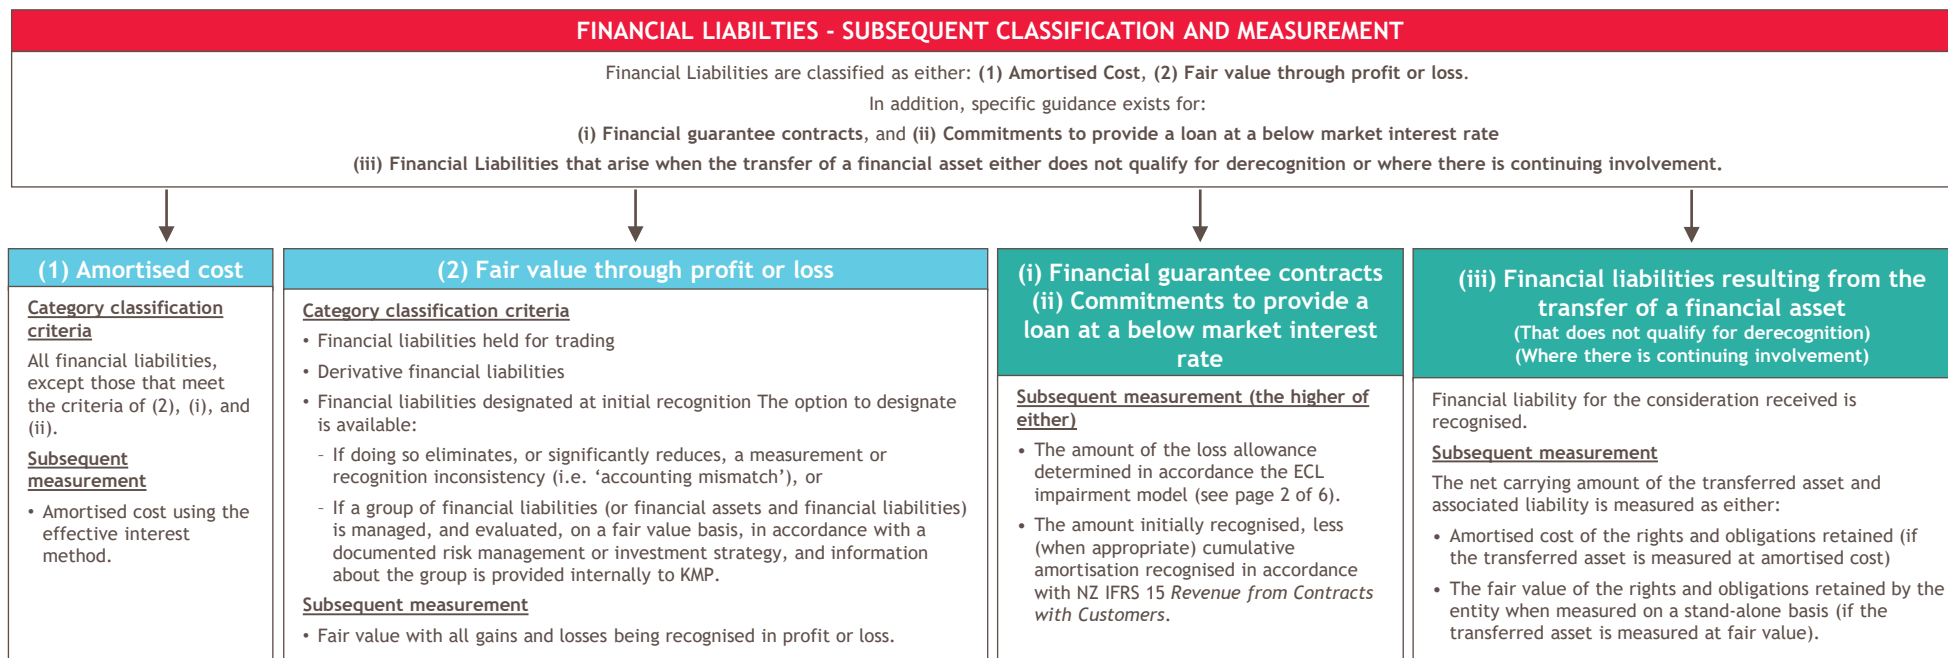 FINANCIAL LIABILTIES - SUBSEQUENT CLASSIFICATION AND MEASUREMENT
Financial Liabilities are classified as either: (1) Amortised Cost, (2) Fair value through profit or loss.
In addition, specific guidance exists for:
(i) Financial guarantee contracts, and (ii) Commitments to provide a loan at a below market interest rate
(iii) Financial Liabilities that arise when the transfer of a financial asset either does not qualify for derecognition or where there is continuing involvement.
(1) Amortised cost
Category classification
criteria
All financial liabilities,
except those that meet
the criteria of (2), (i), and
(ii).
Subsequent
measurement
• Amortised cost using the
effective interest
method.
(2) Fair value through profit or loss
Category classification criteria
• Financial liabilities held for trading
• Derivative financial liabilities
• Financial liabilities designated at initial recognition The option to designate
is available:
– If doing so eliminates, or significantly reduces, a measurement or
recognition inconsistency (i.e. ‘accounting mismatch’), or
– If a group of financial liabilities (or financial assets and financial liabilities)
is managed, and evaluated, on a fair value basis, in accordance with a
documented risk management or investment strategy, and information
about the group is provided internally to KMP.
Subsequent measurement
• Fair value with all gains and losses being recognised in profit or loss.
(i) Financial guarantee contracts
(ii) Commitments to provide a
loan at a below market interest
rate
Subsequent measurement (the higher of
either)
• The amount of the loss allowance
determined in accordance the ECL
impairment model (see page 2 of 6).
• The amount initially recognised, less
(when appropriate) cumulative
amortisation recognised in accordance
with NZ IFRS 15 Revenue from Contracts
with Customers.
(iii) Financial liabilities resulting from the
transfer of a financial asset
(That does not qualify for derecognition)
(Where there is continuing involvement)
Financial liability for the consideration received is
recognised.
Subsequent measurement
The net carrying amount of the transferred asset and
associated liability is measured as either:
• Amortised cost of the rights and obligations retained (if
the transferred asset is measured at amortised cost)
• The fair value of the rights and obligations retained by the
entity when measured on a stand-alone basis (if the
transferred asset is measured at fair value).